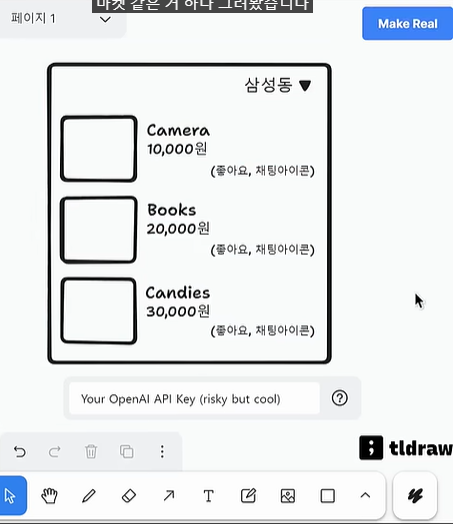 마켓 같은 거 하나 그려봤습니다
페이지 1
Make Real
삼성동 ▼
Camera
10,000원
(좋아요, 채팅아이콘)
Books
20,000원
(좋아요, 채팅아이콘)
Candies
30,000원
(좋아요, 채팅아이콘)
Your OpenAI API Key (risky but cool)
tldraw
T